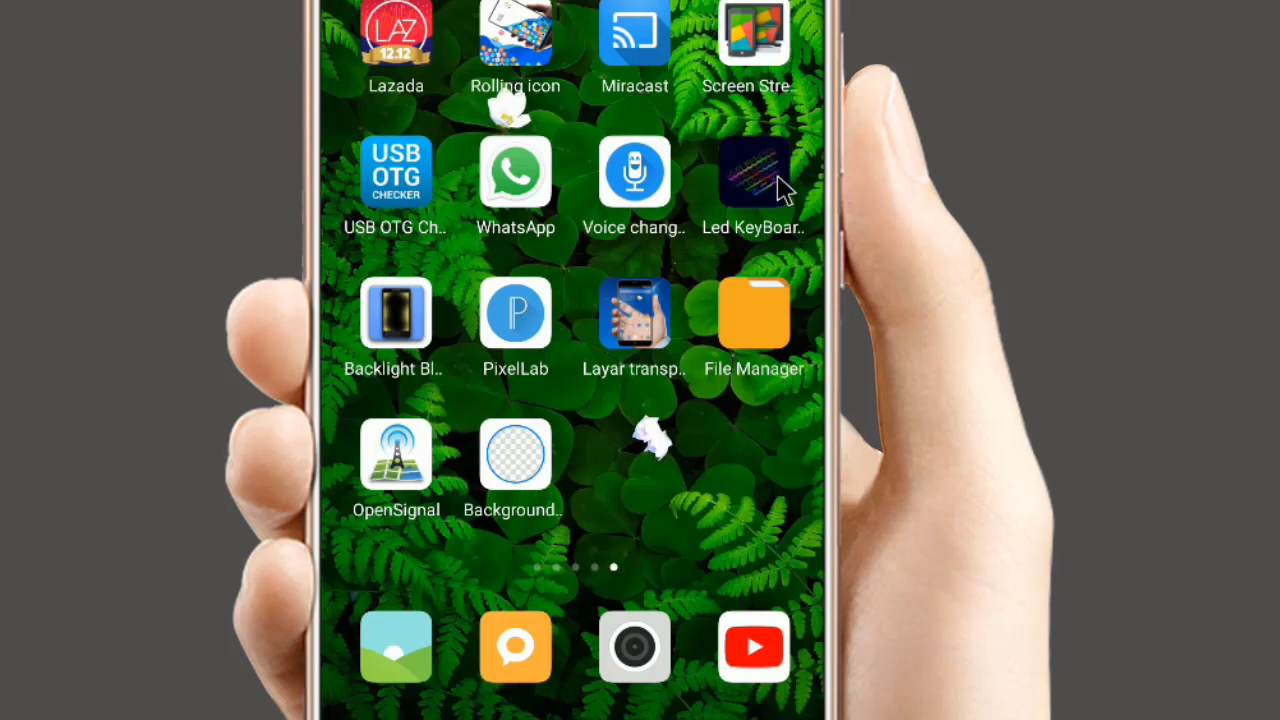 LAZ
12.12
Lazada
Rolling icon
Miracast
Screen Stre..
USB
OTG
CHECKER
USB OTG Ch..
WhatsApp
Voice chang..
Led KeyBoar..
Backlight Bl..
P
PixelLab
Layar transp..
File Manager
OpenSignal
Background..